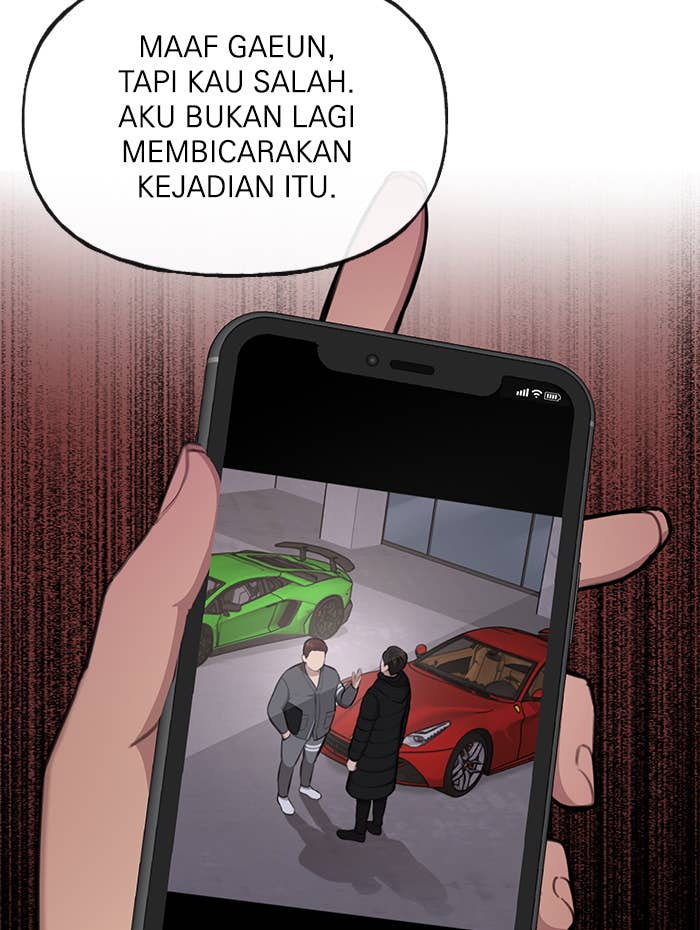 MAAF GAEUN,
TAPI KAU SALAH.
AKU BUKAN LAGI
MEMBICARAKAN
KEJADIAN ITU.